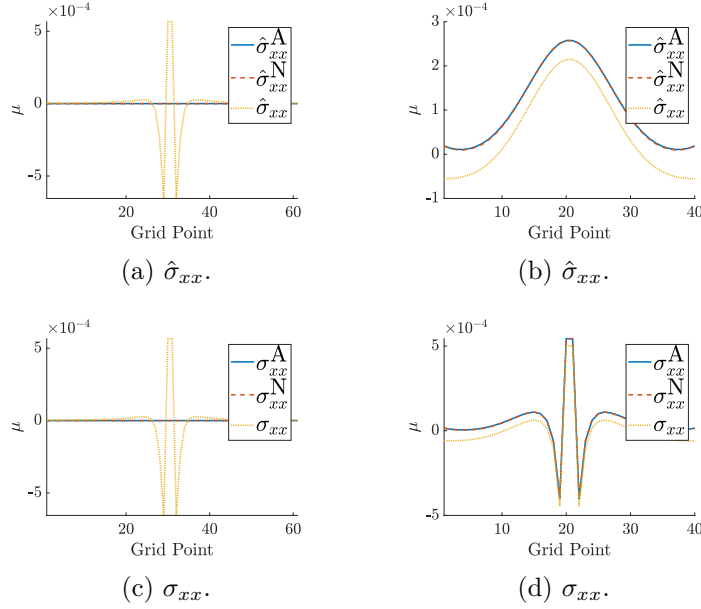 ×10⁻⁴
5
0
-5
μ
20
40
60
Grid Point
σ̂ₓₓᴬ
σ̂ₓₓᴺ
σ̂ₓₓ
(a) σ̂ₓₓ.
×10⁻⁴
3
2
1
0
-1
μ
10
20
30
40
Grid Point
σ̂ₓₓᴬ
σ̂ₓₓᴺ
σ̂ₓₓ
(b) σ̂ₓₓ.
×10⁻⁴
5
0
-5
μ
20
40
60
Grid Point
σₓₓᴬ
σₓₓᴺ
σₓₓ
(c) σₓₓ.
×10⁻⁴
5
0
-5
μ
10
20
30
40
Grid Point
σₓₓᴬ
σₓₓᴺ
σₓₓ
(d) σₓₓ.